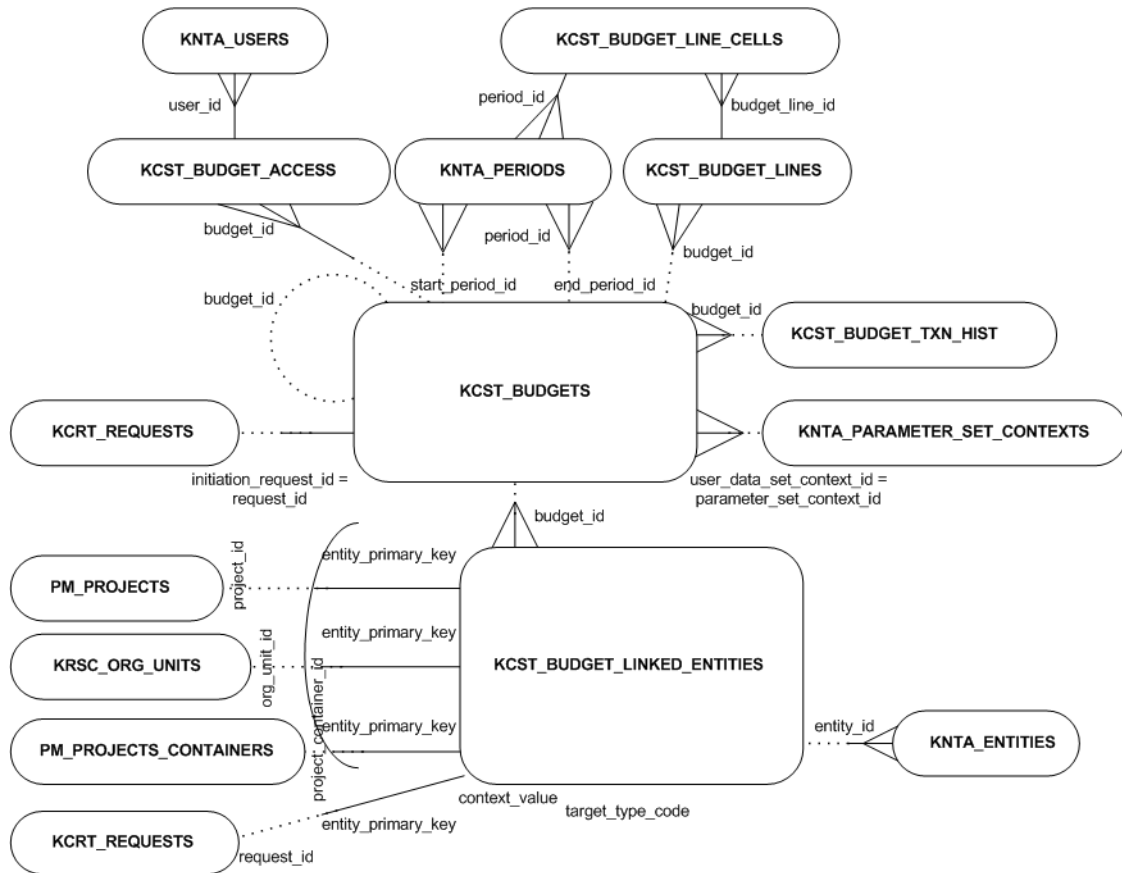 KNTA_USERS
KCST_BUDGET_LINE_CELLS
user_id
period_id
budget_line_id
KCST_BUDGET_ACCESS
KNTA_PERIODS
KCST_BUDGET_LINES
budget_id
period_id
budget_id
budget_id
start_period_id
end_period_id
budget_id
KCST_BUDGET_TXN_HIST
KCST_BUDGETS
KCRT_REQUESTS
KNTA_PARAMETER_SET_CONTEXTS
initiation_request_id =
request_id
user_data_set_context_id =
parameter_set_context_id
budget_id
project_id
entity_primary_key
PM_PROJECTS
org_unit_id
entity_primary_key
KRSC_ORG_UNITS
KCST_BUDGET_LINKED_ENTITIES
project_container_id
entity_primary_key
PM_PROJECTS_CONTAINERS
entity_id
KNTA_ENTITIES
context_value
target_type_code
entity_primary_key
KCRT_REQUESTS
request_id